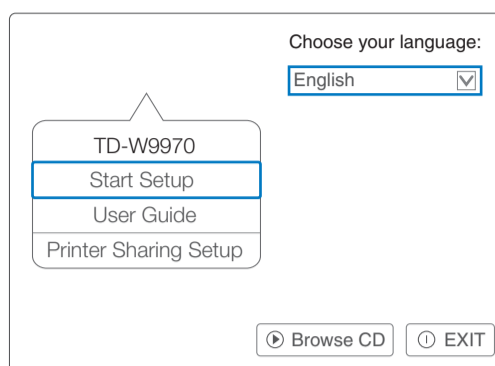 Choose your language:
English
TD-W9970
Start Setup
User Guide
Printer Sharing Setup
Browse CD
EXIT